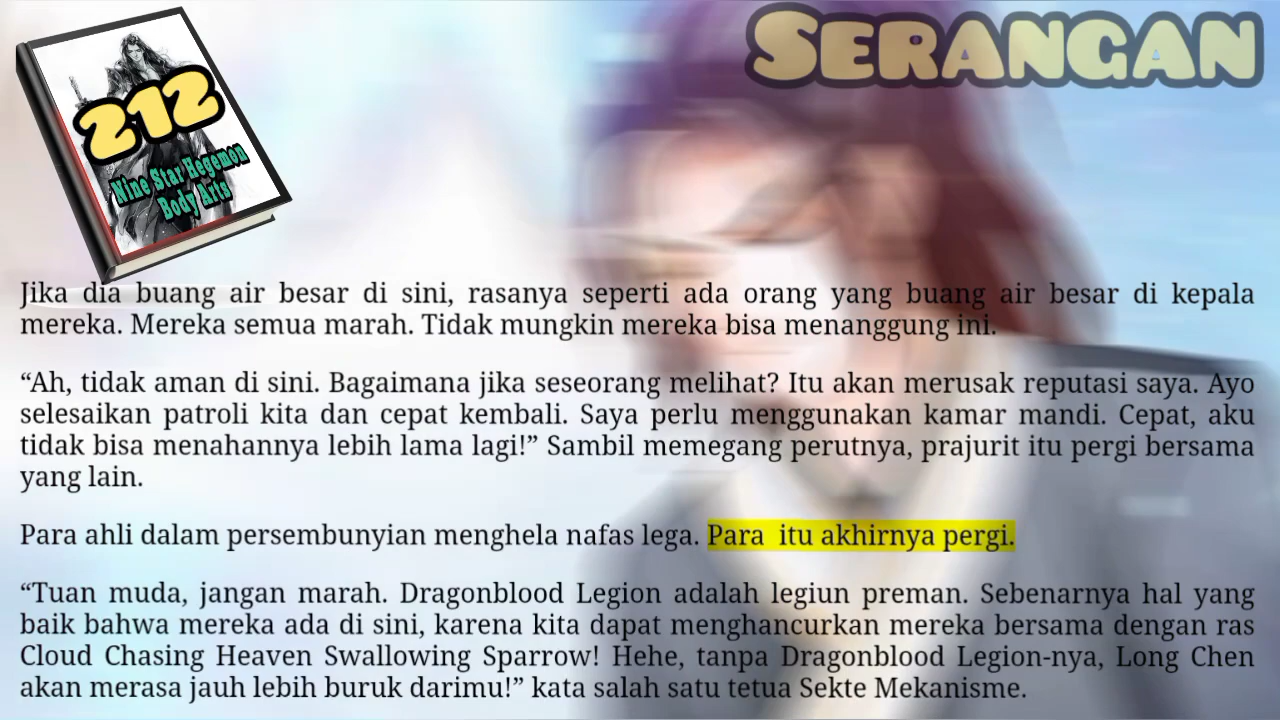 SERANGAN
212
Nine Star Hegemon
Body Arts
Jika dia buang air besar di sini, rasanya seperti ada orang yang buang air besar di kepala
mereka. Mereka semua marah. Tidak mungkin mereka bisa menanggung ini.
“Ah, tidak aman di sini. Bagaimana jika seseorang melihat? Itu akan merusak reputasi saya. Ayo
selesaikan patroli kita dan cepat kembali. Saya perlu menggunakan kamar mandi. Cepat, aku
tidak bisa menahannya lebih lama lagi!” Sambil memegang perutnya, prajurit itu pergi bersama
yang lain.
Para ahli dalam persembunyian menghela nafas lega. Para  itu akhirnya pergi.
“Tuan muda, jangan marah. Dragonblood Legion adalah legiun preman. Sebenarnya hal yang
baik bahwa mereka ada di sini, karena kita dapat menghancurkan mereka bersama dengan ras
Cloud Chasing Heaven Swallowing Sparrow! Hehe, tanpa Dragonblood Legion-nya, Long Chen
akan merasa jauh lebih buruk darimu!” kata salah satu tetua Sekte Mekanisme.